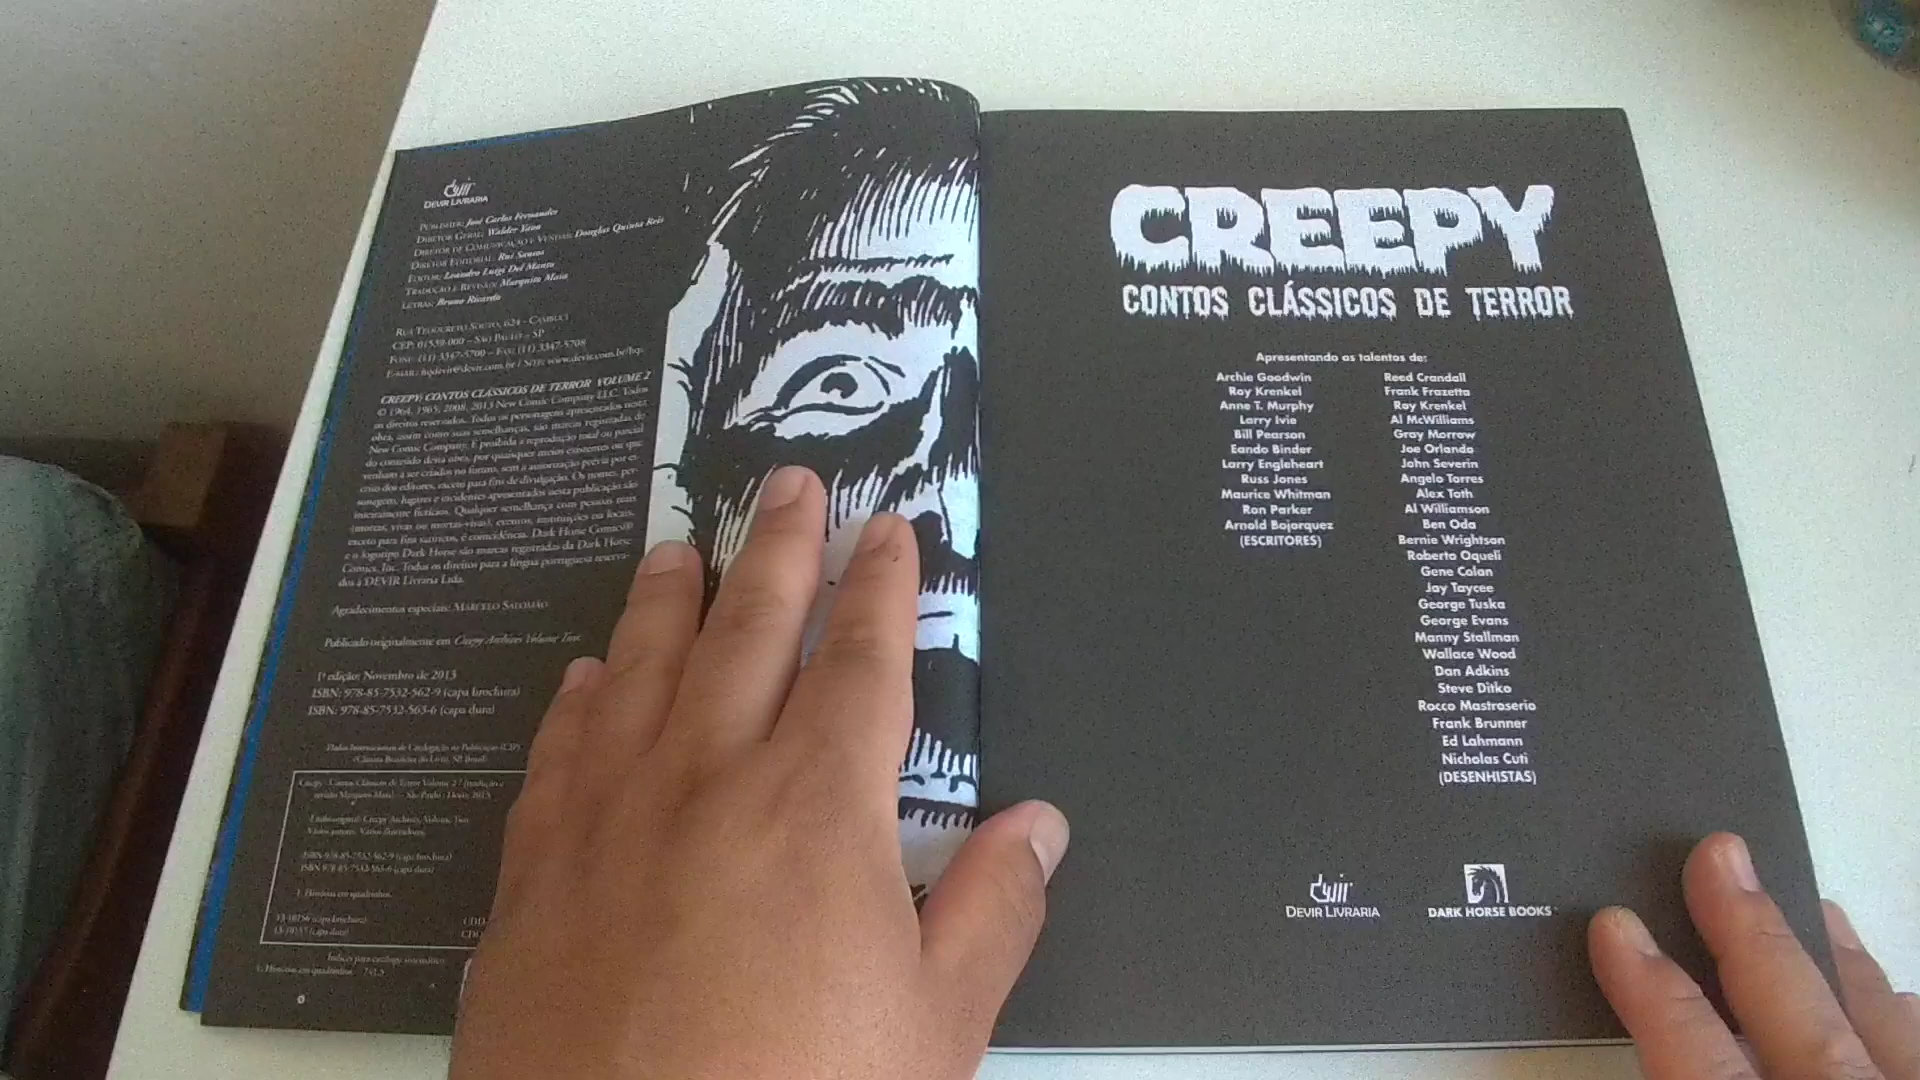 DEVIR LIVRARIA
PUBLISHER: José Carlos Fernandes
DIRETOR GERAL: Walder Yano
DIRETOR DE COMUNICAÇÃO E VENDAS: Douglas Quinta Reis
DIRETOR EDITORIAL: Rui Santos
EDITOR: Leandro Luigi Del Manto
TRADUÇÃO E REVISÃO: Marquito Maia
LETRAS: Bruno Ricardo
RUA TEODURETO SOUTO, 624 - CAMBUCI
CEP: 01539-000 – SÃO PAULO – SP
FONE: (11) 3347-5700 – FAX: (11) 3347-5708
E-MAIL: hqdevir@devir.com.br / SITE: www.devir.com.br/hq.
CREEPY: CONTOS CLÁSSICOS DE TERROR VOLUME 2
© 1964, 1965, 2008, 2013 New Comic Company LLC. Todos
os direitos reservados. Todos os personagens apresentados nesta
obra, assim como suas semelhanças, são marcas registradas de
New Comic Company. É proibida a reprodução total ou parcial
do conteúdo desta obra, por quaisquer meios existentes ou que
venham a ser criados no futuro, sem a autorização prévia por es-
crito dos editores, exceto para fins de divulgação. Os nomes, per-
sonagens, lugares e incidentes apresentados nesta publicação são
inteiramente fictícios. Qualquer semelhança com pessoas reais
(mortas, vivas ou mortas-vivas), eventos, instituições ou locais,
exceto para fins satíricos, é coincidência. Dark Horse Comics®
e o logotipo Dark Horse são marcas registradas da Dark Horse
Comics, Inc. Todos os direitos para a língua portuguesa reserva-
dos à DEVIR Livraria Ltda.
Agradecimentos especiais: MARCELO SALOMÃO
Publicado originalmente em Creepy Archives Volume Two
1ª edição: Novembro de 2013
ISBN: 978-85-7532-562-9 (capa brochura)
ISBN: 978-85-7532-563-6 (capa dura)
Dados Internacionais de Catalogação na Publicação (CIP)
(Câmara Brasileira do Livro, SP, Brasil)
Creepy: Contos Clássicos de Terror Volume 2 / [tradução e
revisão Marquito Maia]. -- São Paulo : Devir, 2013.
Título original: Creepy Archives, Volume Two
Vários autores. Vários ilustradores.
ISBN 978-85-7532-562-9 (capa brochura)
ISBN 978-85-7532-563-6 (capa dura)
1. Histórias em quadrinhos.
(capa brochura) CDD
(capa dura) CDD
Índices para catálogo sistemático:
1. Histórias em quadrinhos 741.5
CREEPY
CONTOS CLÁSSICOS DE TERROR
Apresentando os talentos de:
Archie Goodwin
Roy Krenkel
Anne T. Murphy
Larry Ivie
Bill Pearson
Eando Binder
Larry Engleheart
Russ Jones
Maurice Whitman
Ron Parker
Arnold Bojorquez
(ESCRITORES)
Reed Crandall
Frank Frazetta
Roy Krenkel
Al McWilliams
Gray Morrow
Joe Orlando
John Severin
Angelo Torres
Alex Toth
Al Williamson
Ben Oda
Bernie Wrightson
Roberto Oqueli
Gene Colan
Jay Taycee
George Tuska
George Evans
Manny Stallman
Wallace Wood
Dan Adkins
Steve Ditko
Rocco Mastroserio
Frank Brunner
Ed Lahmann
Nicholas Cuti
(DESENHISTAS)
DEVIR LIVRARIA
DARK HORSE BOOKS